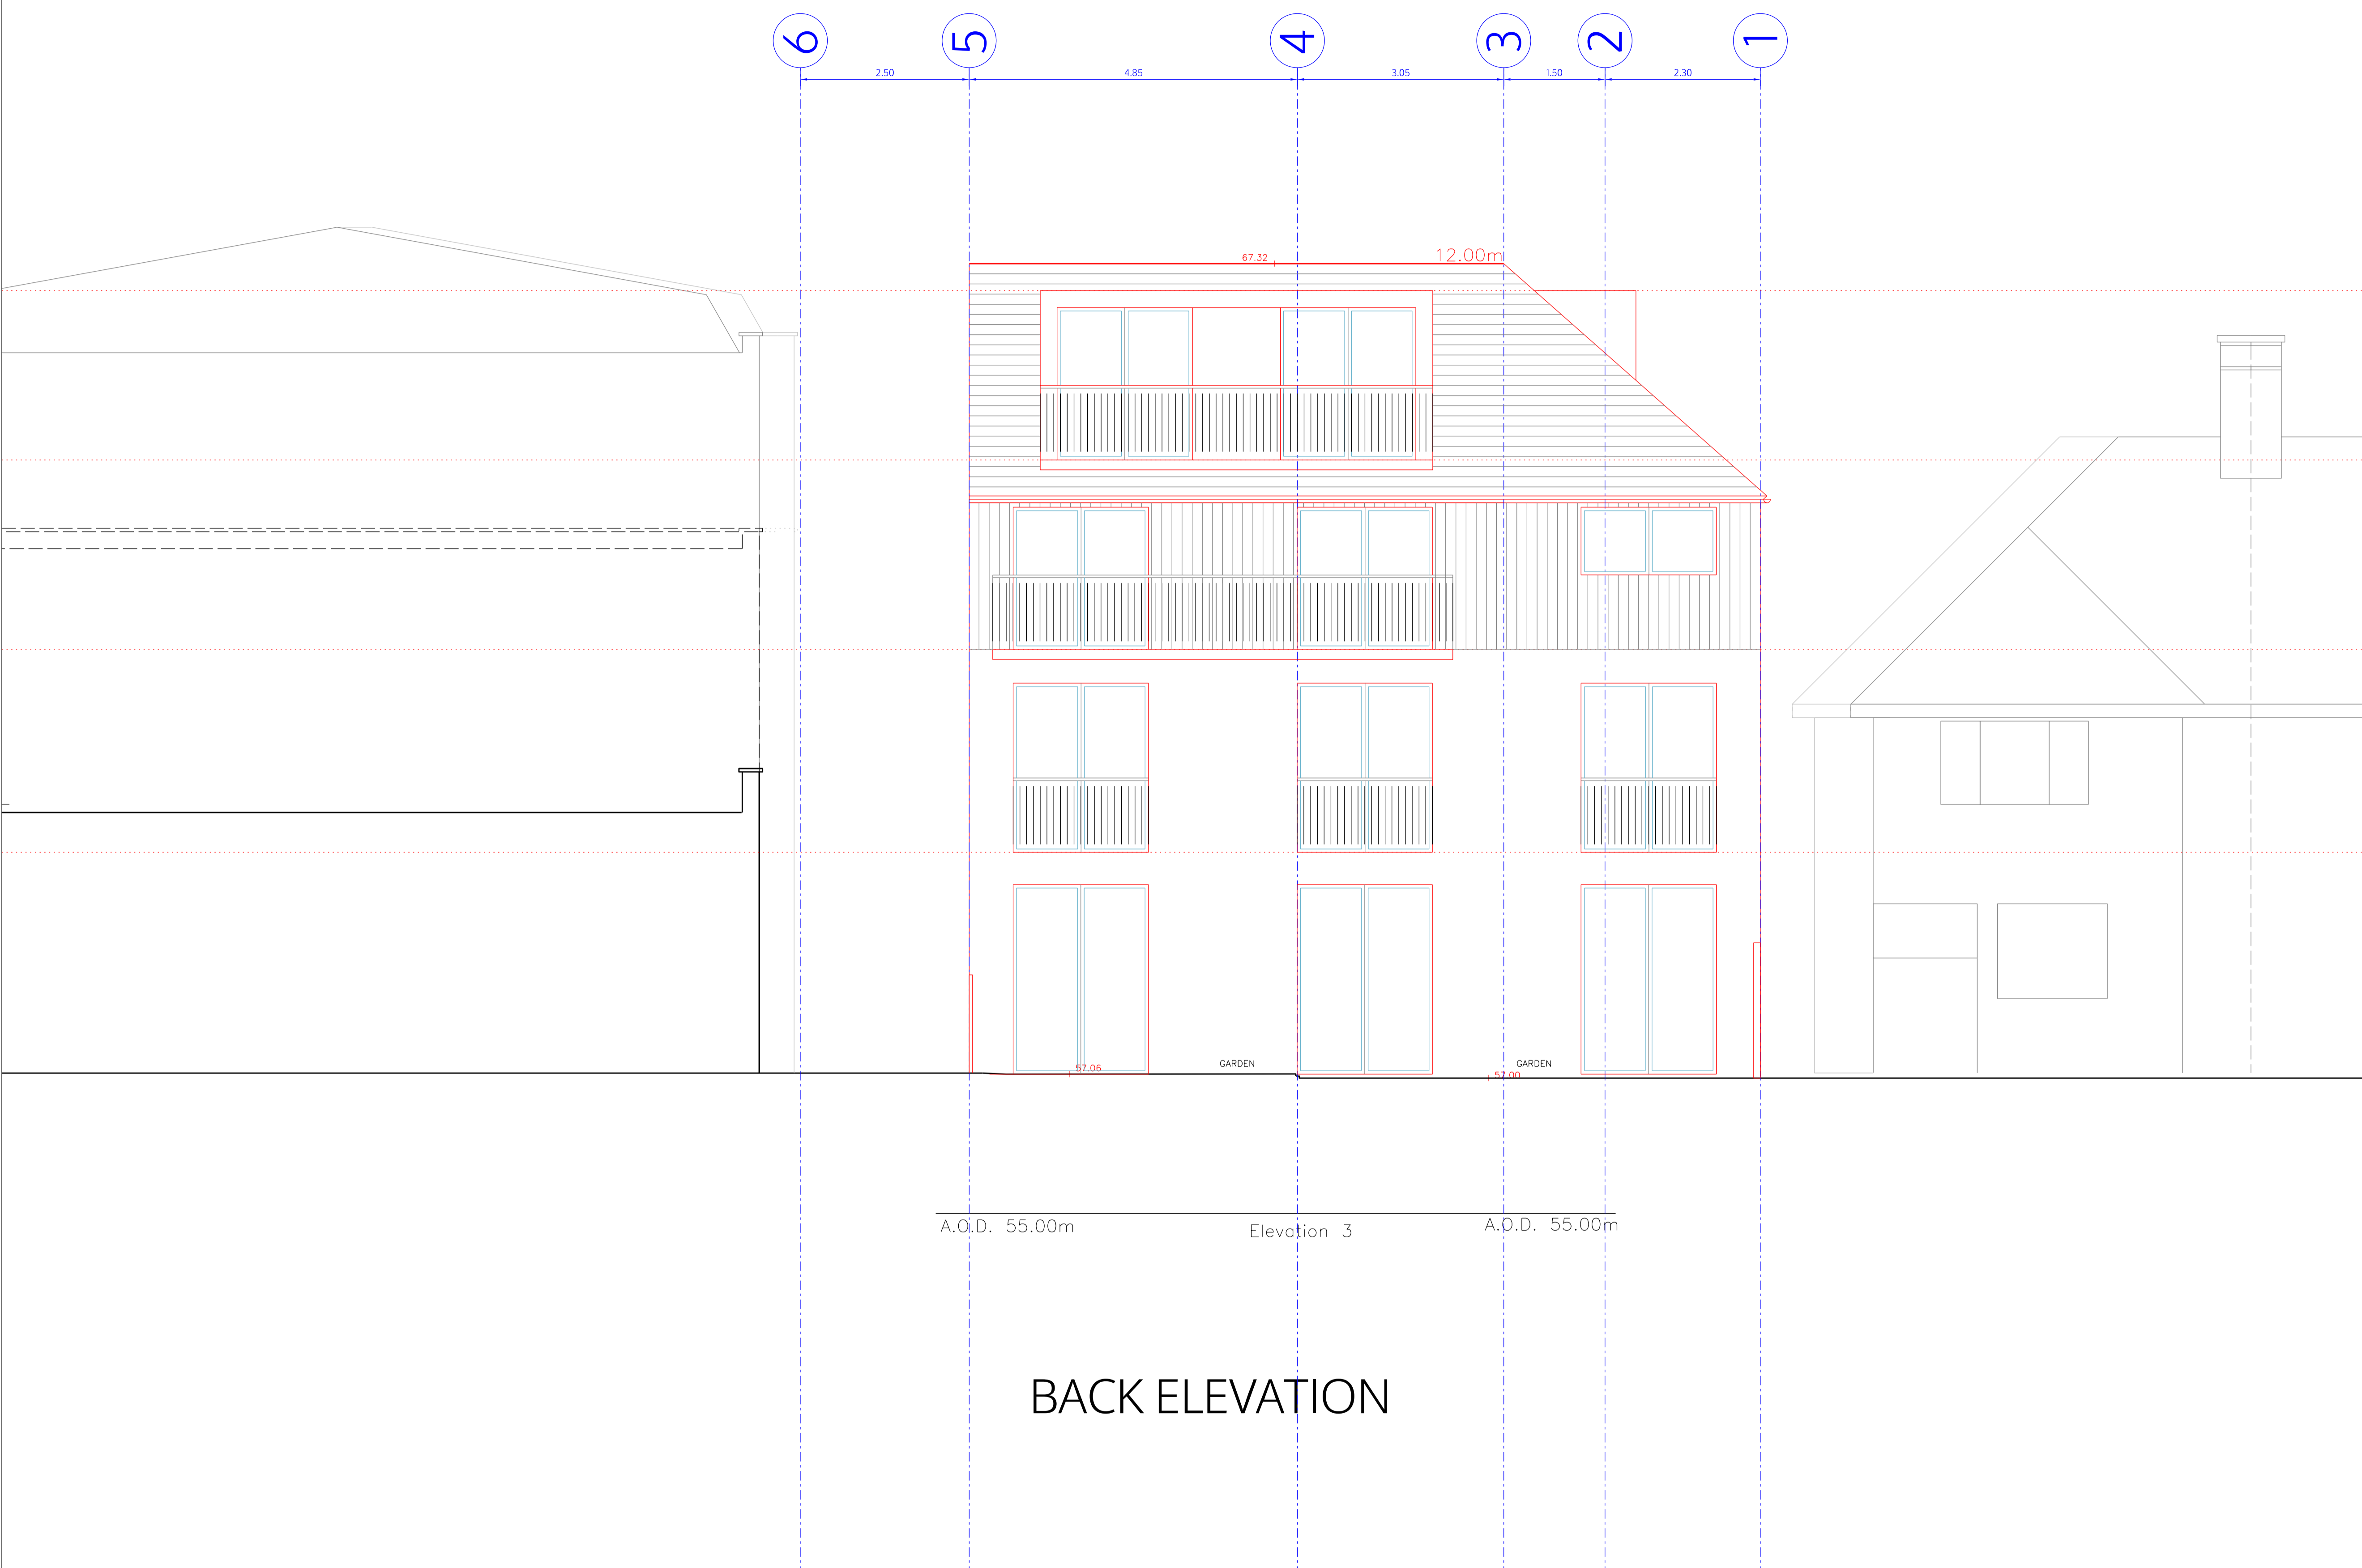 6 5 4 3 2 1
2.50 4.85 3.05 1.50 2.30
67.32 12.00m
GARDEN GARDEN
57.06 57.00
A.O.D. 55.00m Elevation 3 A.O.D. 55.00m
BACK ELEVATION